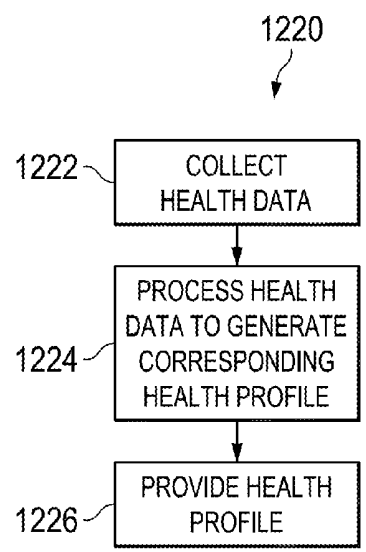 1220
1222
COLLECT
HEALTH DATA
1224
PROCESS HEALTH
DATA TO GENERATE
CORRESPONDING
HEALTH PROFILE
1226
PROVIDE HEALTH
PROFILE